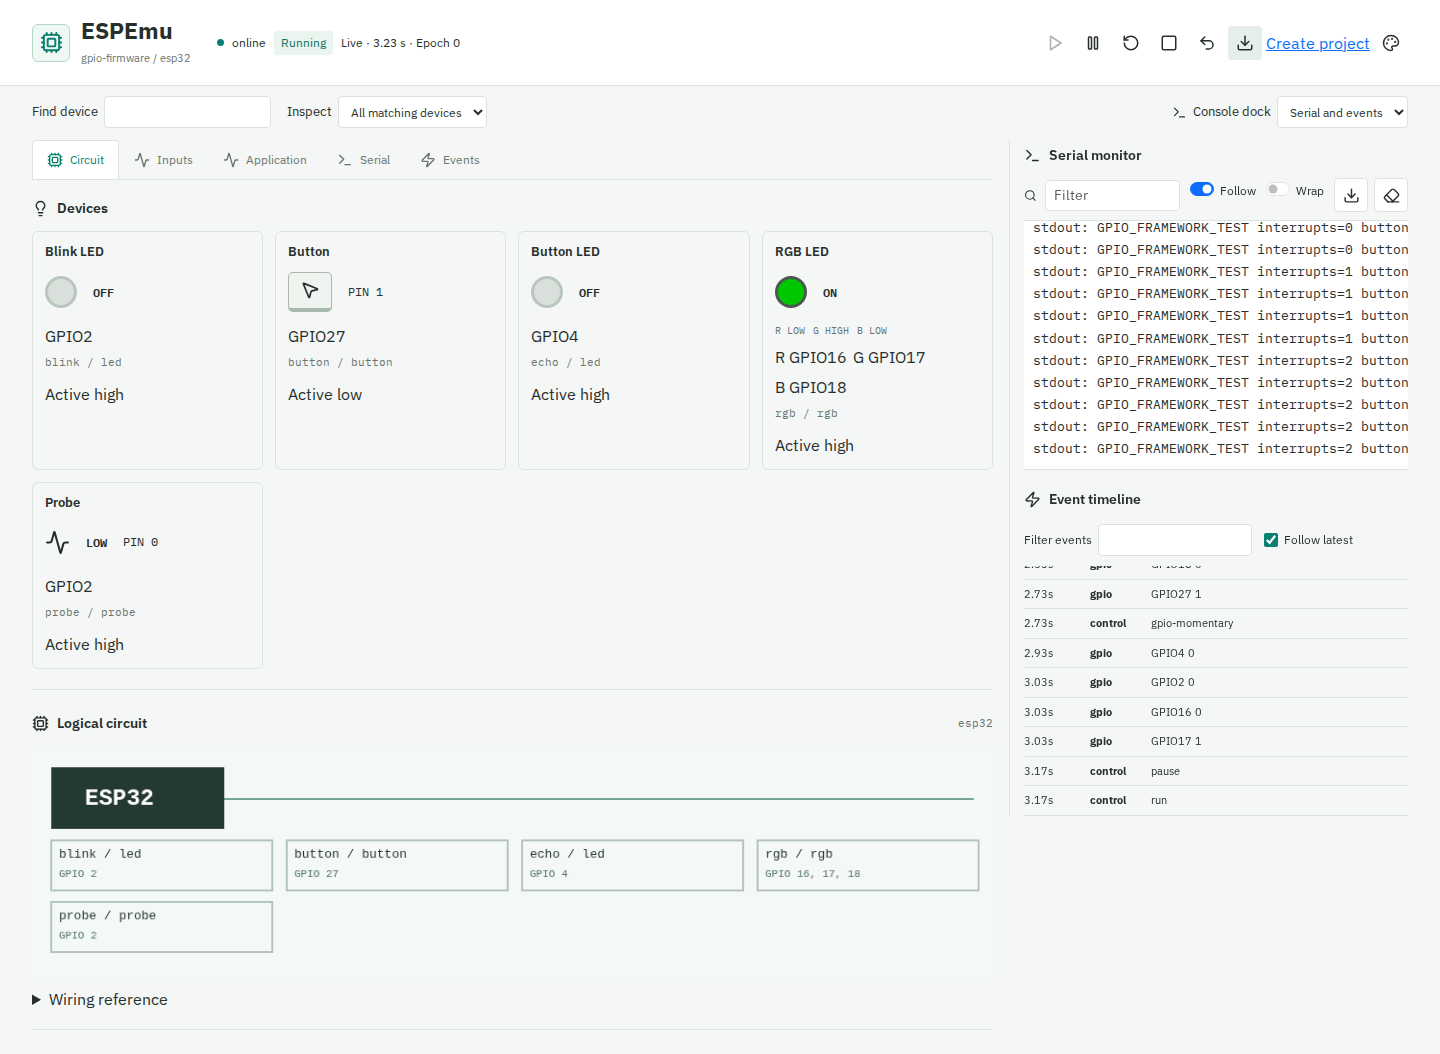 ESPEmu
gpio-firmware / esp32
online Running Live · 3.23 s · Epoch 0
Create project
Find device Inspect All matching devices
Console dock Serial and events
Circuit Inputs Application Serial Events
Devices
Blink LED
OFF
GPIO2
blink / led
Active high
Button
PIN 1
GPIO27
button / button
Active low
Button LED
OFF
GPIO4
echo / led
Active high
RGB LED
ON
R LOW G HIGH B LOW
R GPIO16 G GPIO17
B GPIO18
rgb / rgb
Active high
Probe
LOW PIN 0
GPIO2
probe / probe
Active high
Logical circuit esp32
ESP32
blink / led
GPIO 2
button / button
GPIO 27
echo / led
GPIO 4
rgb / rgb
GPIO 16, 17, 18
probe / probe
GPIO 2
Wiring reference
Serial monitor
Filter Follow Wrap
stdout: GPIO_FRAMEWORK_TEST interrupts=0 button
stdout: GPIO_FRAMEWORK_TEST interrupts=0 button
stdout: GPIO_FRAMEWORK_TEST interrupts=1 button
stdout: GPIO_FRAMEWORK_TEST interrupts=1 button
stdout: GPIO_FRAMEWORK_TEST interrupts=1 button
stdout: GPIO_FRAMEWORK_TEST interrupts=1 button
stdout: GPIO_FRAMEWORK_TEST interrupts=2 button
stdout: GPIO_FRAMEWORK_TEST interrupts=2 button
stdout: GPIO_FRAMEWORK_TEST interrupts=2 button
stdout: GPIO_FRAMEWORK_TEST interrupts=2 button
stdout: GPIO_FRAMEWORK_TEST interrupts=2 button
Event timeline
Filter events Follow latest
gpio
2.73s gpio GPIO27 1
2.73s control gpio-momentary
2.93s gpio GPIO4 0
3.03s gpio GPIO2 0
3.03s gpio GPIO16 0
3.03s gpio GPIO17 1
3.17s control pause
3.17s control run